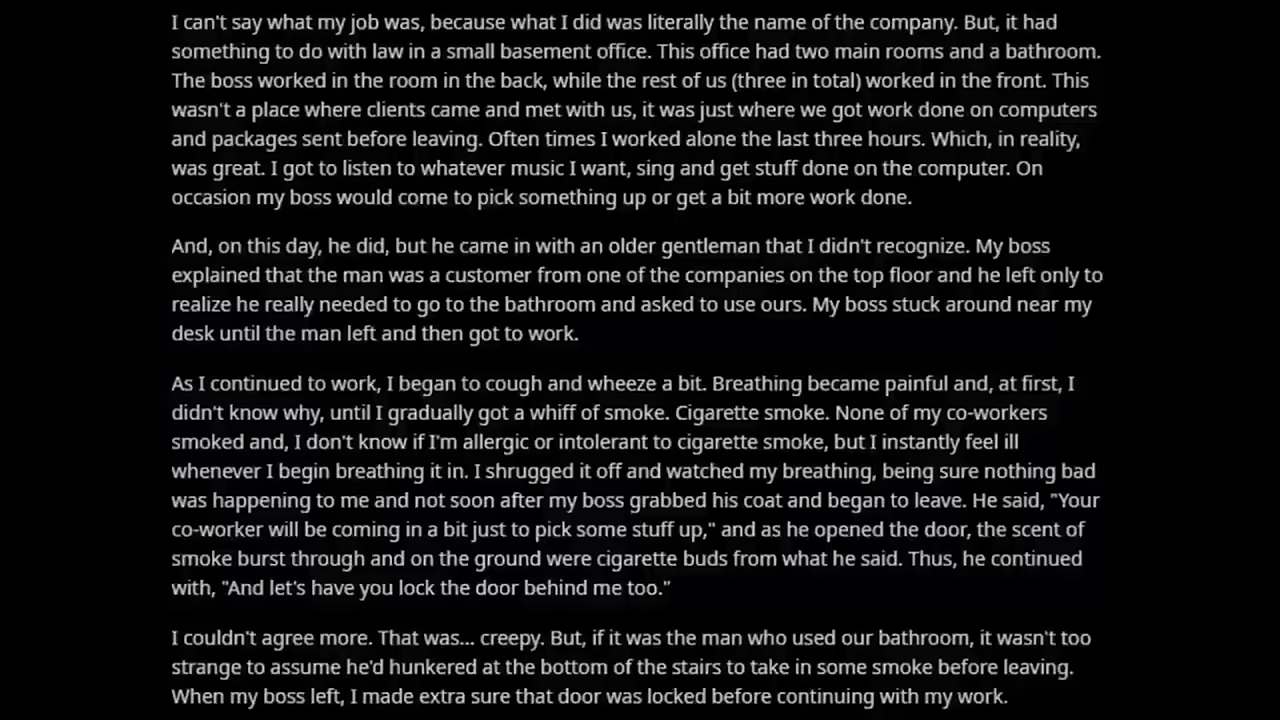 I can't say what my job was, because what I did was literally the name of the company. But, it had
something to do with law in a small basement office. This office had two main rooms and a bathroom.
The boss worked in the room in the back, while the rest of us (three in total) worked in the front. This
wasn't a place where clients came and met with us, it was just where we got work done on computers
and packages sent before leaving. Often times I worked alone the last three hours. Which, in reality,
was great. I got to listen to whatever music I want, sing and get stuff done on the computer. On
occasion my boss would come to pick something up or get a bit more work done.
And, on this day, he did, but he came in with an older gentleman that I didn't recognize. My boss
explained that the man was a customer from one of the companies on the top floor and he left only to
realize he really needed to go to the bathroom and asked to use ours. My boss stuck around near my
desk until the man left and then got to work.
As I continued to work, I began to cough and wheeze a bit. Breathing became painful and, at first, I
didn't know why, until I gradually got a whiff of smoke. Cigarette smoke. None of my co-workers
smoked and, I don't know if I'm allergic or intolerant to cigarette smoke, but I instantly feel ill
whenever I begin breathing it in. I shrugged it off and watched my breathing, being sure nothing bad
was happening to me and not soon after my boss grabbed his coat and began to leave. He said, "Your
co-worker will be coming in a bit just to pick some stuff up," and as he opened the door, the scent of
smoke burst through and on the ground were cigarette buds from what he said. Thus, he continued
with, "And let's have you lock the door behind me too."
I couldn't agree more. That was... creepy. But, if it was the man who used our bathroom, it wasn't too
strange to assume he'd hunkered at the bottom of the stairs to take in some smoke before leaving.
When my boss left, I made extra sure that door was locked before continuing with my work.